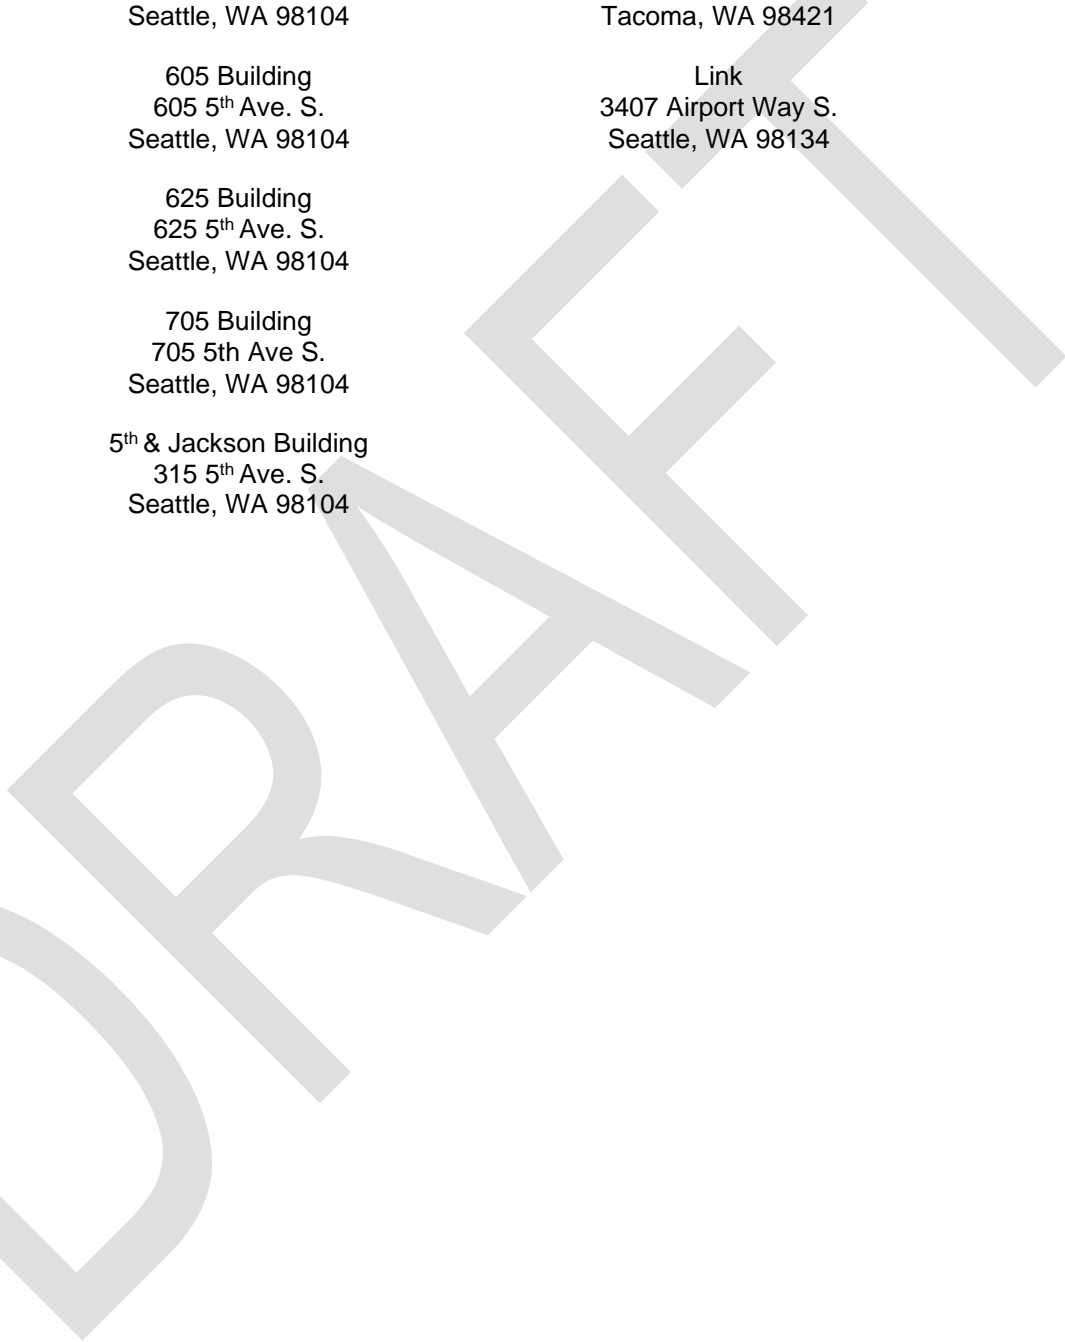 Seattle, WA 98104
605 Building
605 5th Ave. S.
Seattle, WA 98104
625 Building
625 5th Ave. S.
Seattle, WA 98104
705 Building
705 5th Ave S.
Seattle, WA 98104
5th & Jackson Building
315 5th Ave. S.
Seattle, WA 98104
Tacoma, WA 98421
Link
3407 Airport Way S.
Seattle, WA 98134
DRAFT